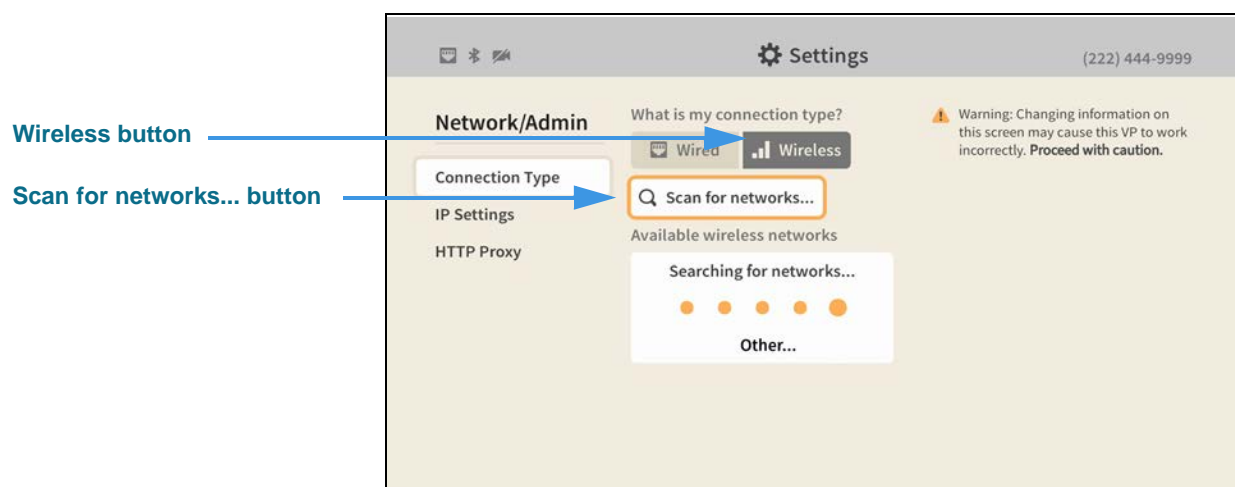 Settings
(222) 444-9999
Wireless button
Scan for networks... button
Network/Admin
Connection Type
IP Settings
HTTP Proxy
What is my connection type?
Wired
Wireless
Scan for networks...
Available wireless networks
Searching for networks...
Other...
Warning: Changing information on
this screen may cause this VP to work
incorrectly. Proceed with caution.